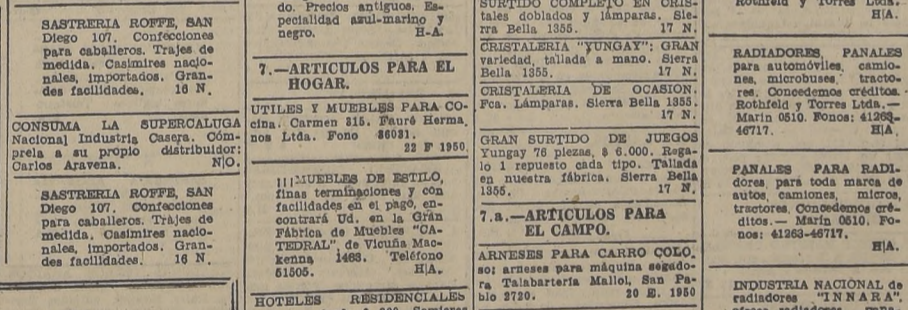 SASTRERIA ROFFE, SAN
Diego 107. Confecciones
para caballeros. Trajes de
medida. Casimires nacio-
nales, importados. Gran-
des facilidades. 16 N.
CONSUMA LA SUPERCALUGA
Nacional Industria Casera. Cóm-
prela a su propio distribuidor:
Carlos Aravena. N|O.
SASTRERIA ROFFE, SAN
Diego 107. Confecciones
para caballeros. Trajes de
medida. Casimires nacio-
nales, importados. Gran-
des facilidades. 16 N.
do. Precios antiguos. Es-
pecialidad azul-marino y
negro. H-A.
7.—ARTICULOS PARA EL
HOGAR.
UTILES Y MUEBLES PARA CO-
cina. Carmen 315. Fauré Herma
nos Ltda. Fono 86031.
22 F 1950.
¡¡¡MUEBLES DE ESTILO,
finas terminaciones y con
facilidades en el pago, en-
contrará Ud. en la Gran
Fábrica de Muebles "CA-
TEDRAL", de Vicuña Mac-
kenna 1463. Teléfono
51505. H|A.
HOTELES RESIDENCIALES
SURTIDO COMPLETO EN CRIS-
tales doblados y lámparas. Sie-
rra Bella 1355. 17 N.
CRISTALERIA "YUNGAY": GRAN
variedad, tallada a mano. Sierra
Bella 1355. 17 N.
CRISTALERIA DE OCASION.
Fca. Lámparas. Sierra Bella 1355.
17 N.
GRAN SURTIDO DE JUEGOS
Yungay 76 piezas, $ 6.000. Rega-
lo 1 repuesto cada tipo. Tallada
en nuestra fábrica. Sierra Bella
1355. 17 N.
7.a.—ARTICULOS PARA
EL CAMPO.
ARNESES PARA CARRO COLO.
so; arneses para máquina segado-
ra Talabartería Mallol, San Pa-
blo 2720. 20 E. 1950
Rothfeld y Torres Ltda.
H|A.
RADIADORES, PANALES
para automóviles, camio-
nes, microbuses, tracto-
res. Concedemos créditos.
Rothfeld y Torres Ltda.—
Marín 0510. Fonos: 41263-
46717. H|A.
PANALES PARA RADI-
dores, para toda marca de
autos, camiones, micros,
tractores. Concedemos cré-
ditos.— Marín 0510. Fo-
nos: 41263-46717.
H|A.
INDUSTRIA NACIONAL de
radiadores "INNARA",